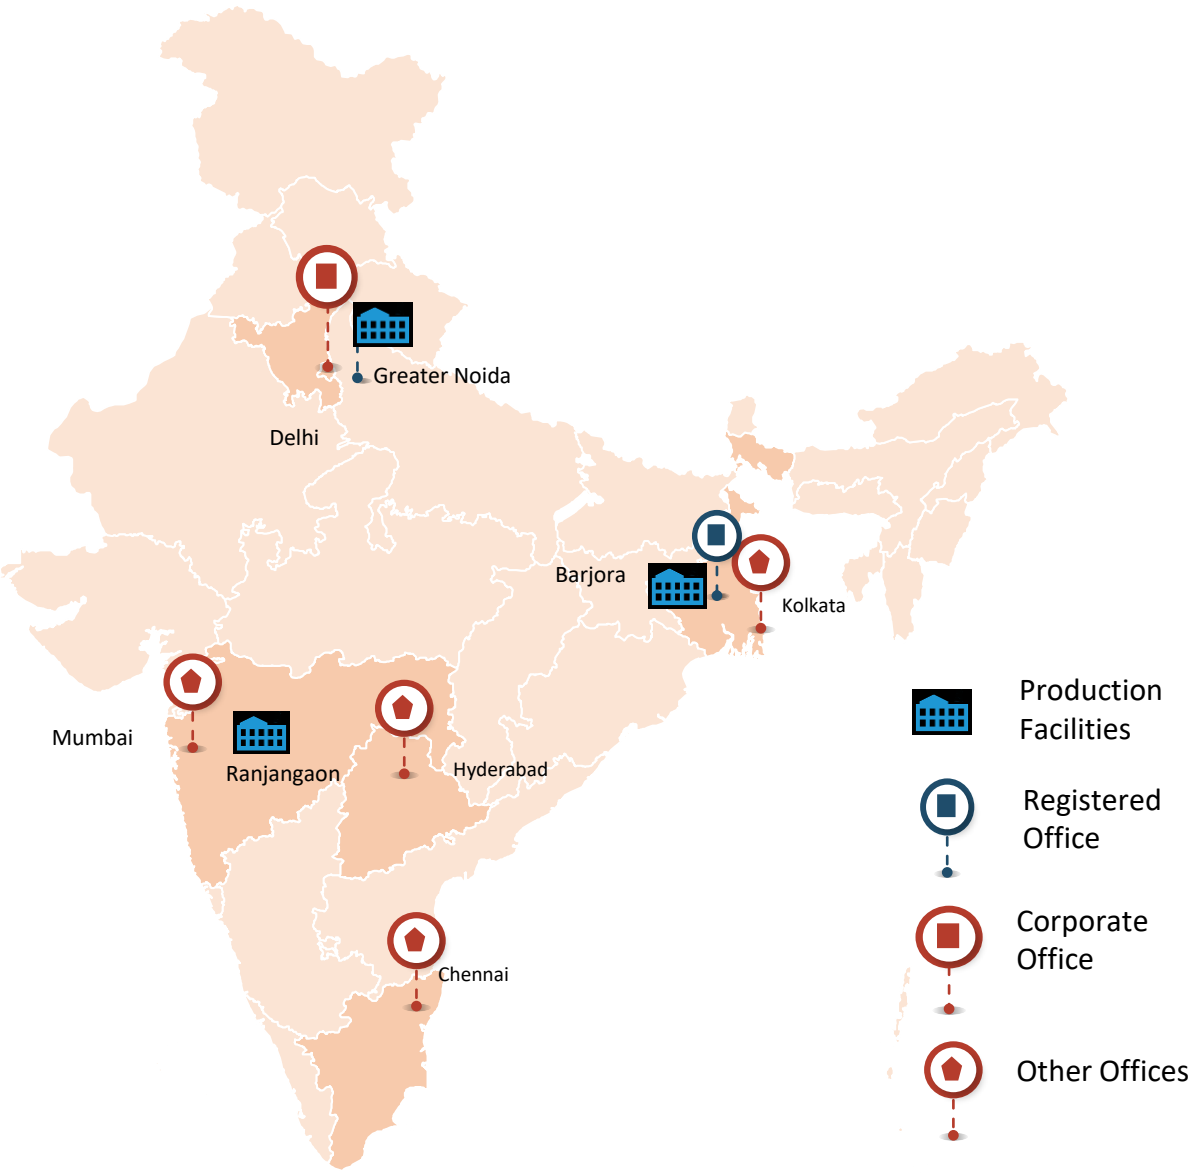 Greater Noida
Delhi
Barjora
Kolkata
Mumbai
Ranjangaon
Hyderabad
Chennai
Production
Facilities
Registered
Office
Corporate
Office
Other Offices